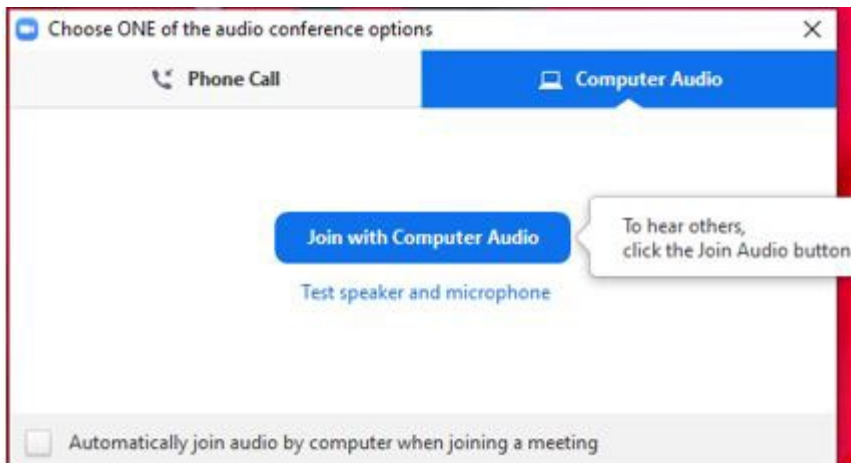 Choose ONE of the audio conference options
Phone Call
Computer Audio
Join with Computer Audio
To hear others,
click the Join Audio button
Test speaker and microphone
Automatically join audio by computer when joining a meeting